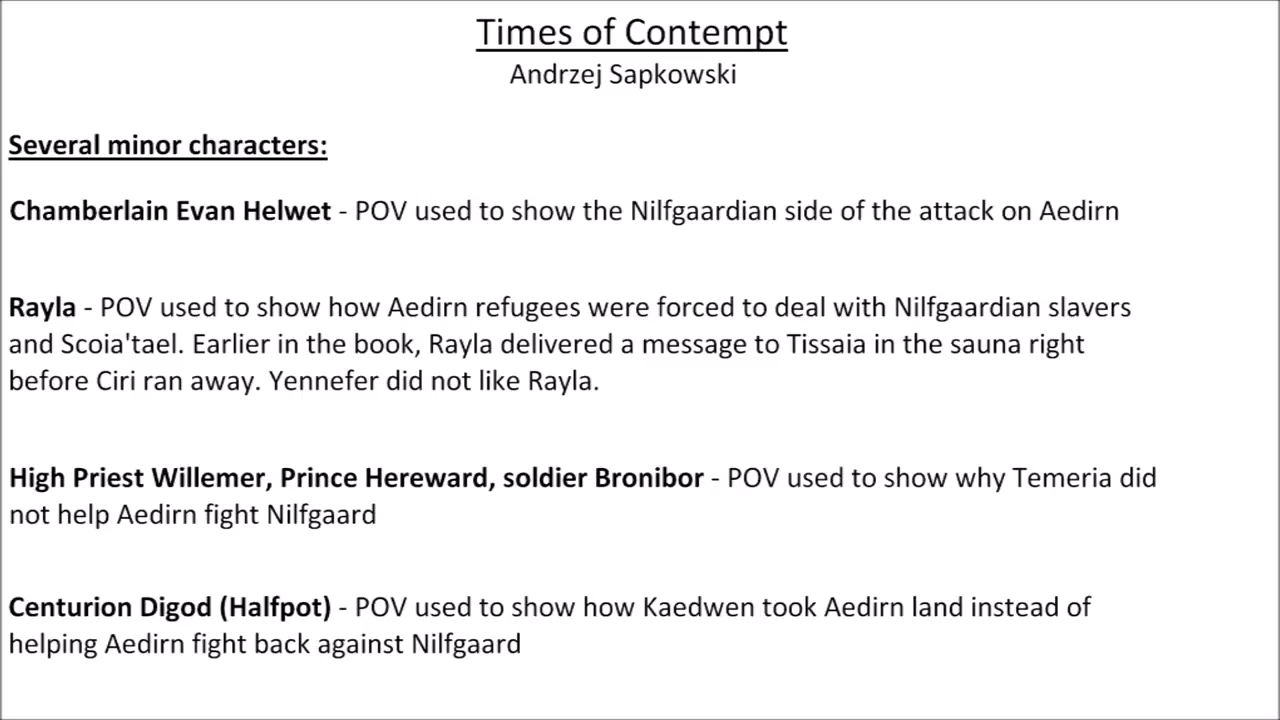 Times of Contempt
Andrzej Sapkowski
Several minor characters:
Chamberlain Evan Helwet - POV used to show the Nilfgaardian side of the attack on Aedirn
Rayla - POV used to show how Aedirn refugees were forced to deal with Nilfgaardian slavers
and Scoia'tael. Earlier in the book, Rayla delivered a message to Tissaia in the sauna right
before Ciri ran away. Yennefer did not like Rayla.
High Priest Willemer, Prince Hereward, soldier Bronibor - POV used to show why Temeria did
not help Aedirn fight Nilfgaard
Centurion Digod (Halfpot) - POV used to show how Kaedwen took Aedirn land instead of
helping Aedirn fight back against Nilfgaard